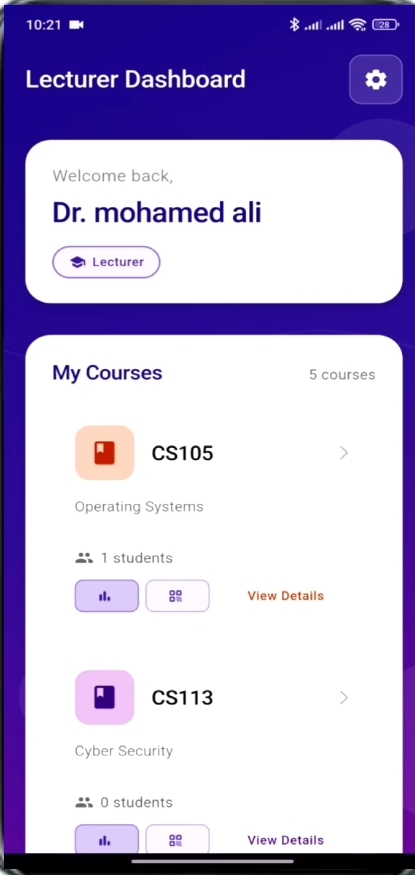 10:21
28
Lecturer Dashboard
Welcome back,
Dr. mohamed ali
Lecturer
My Courses
5 courses
CS105
Operating Systems
1 students
View Details
CS113
Cyber Security
0 students
View Details